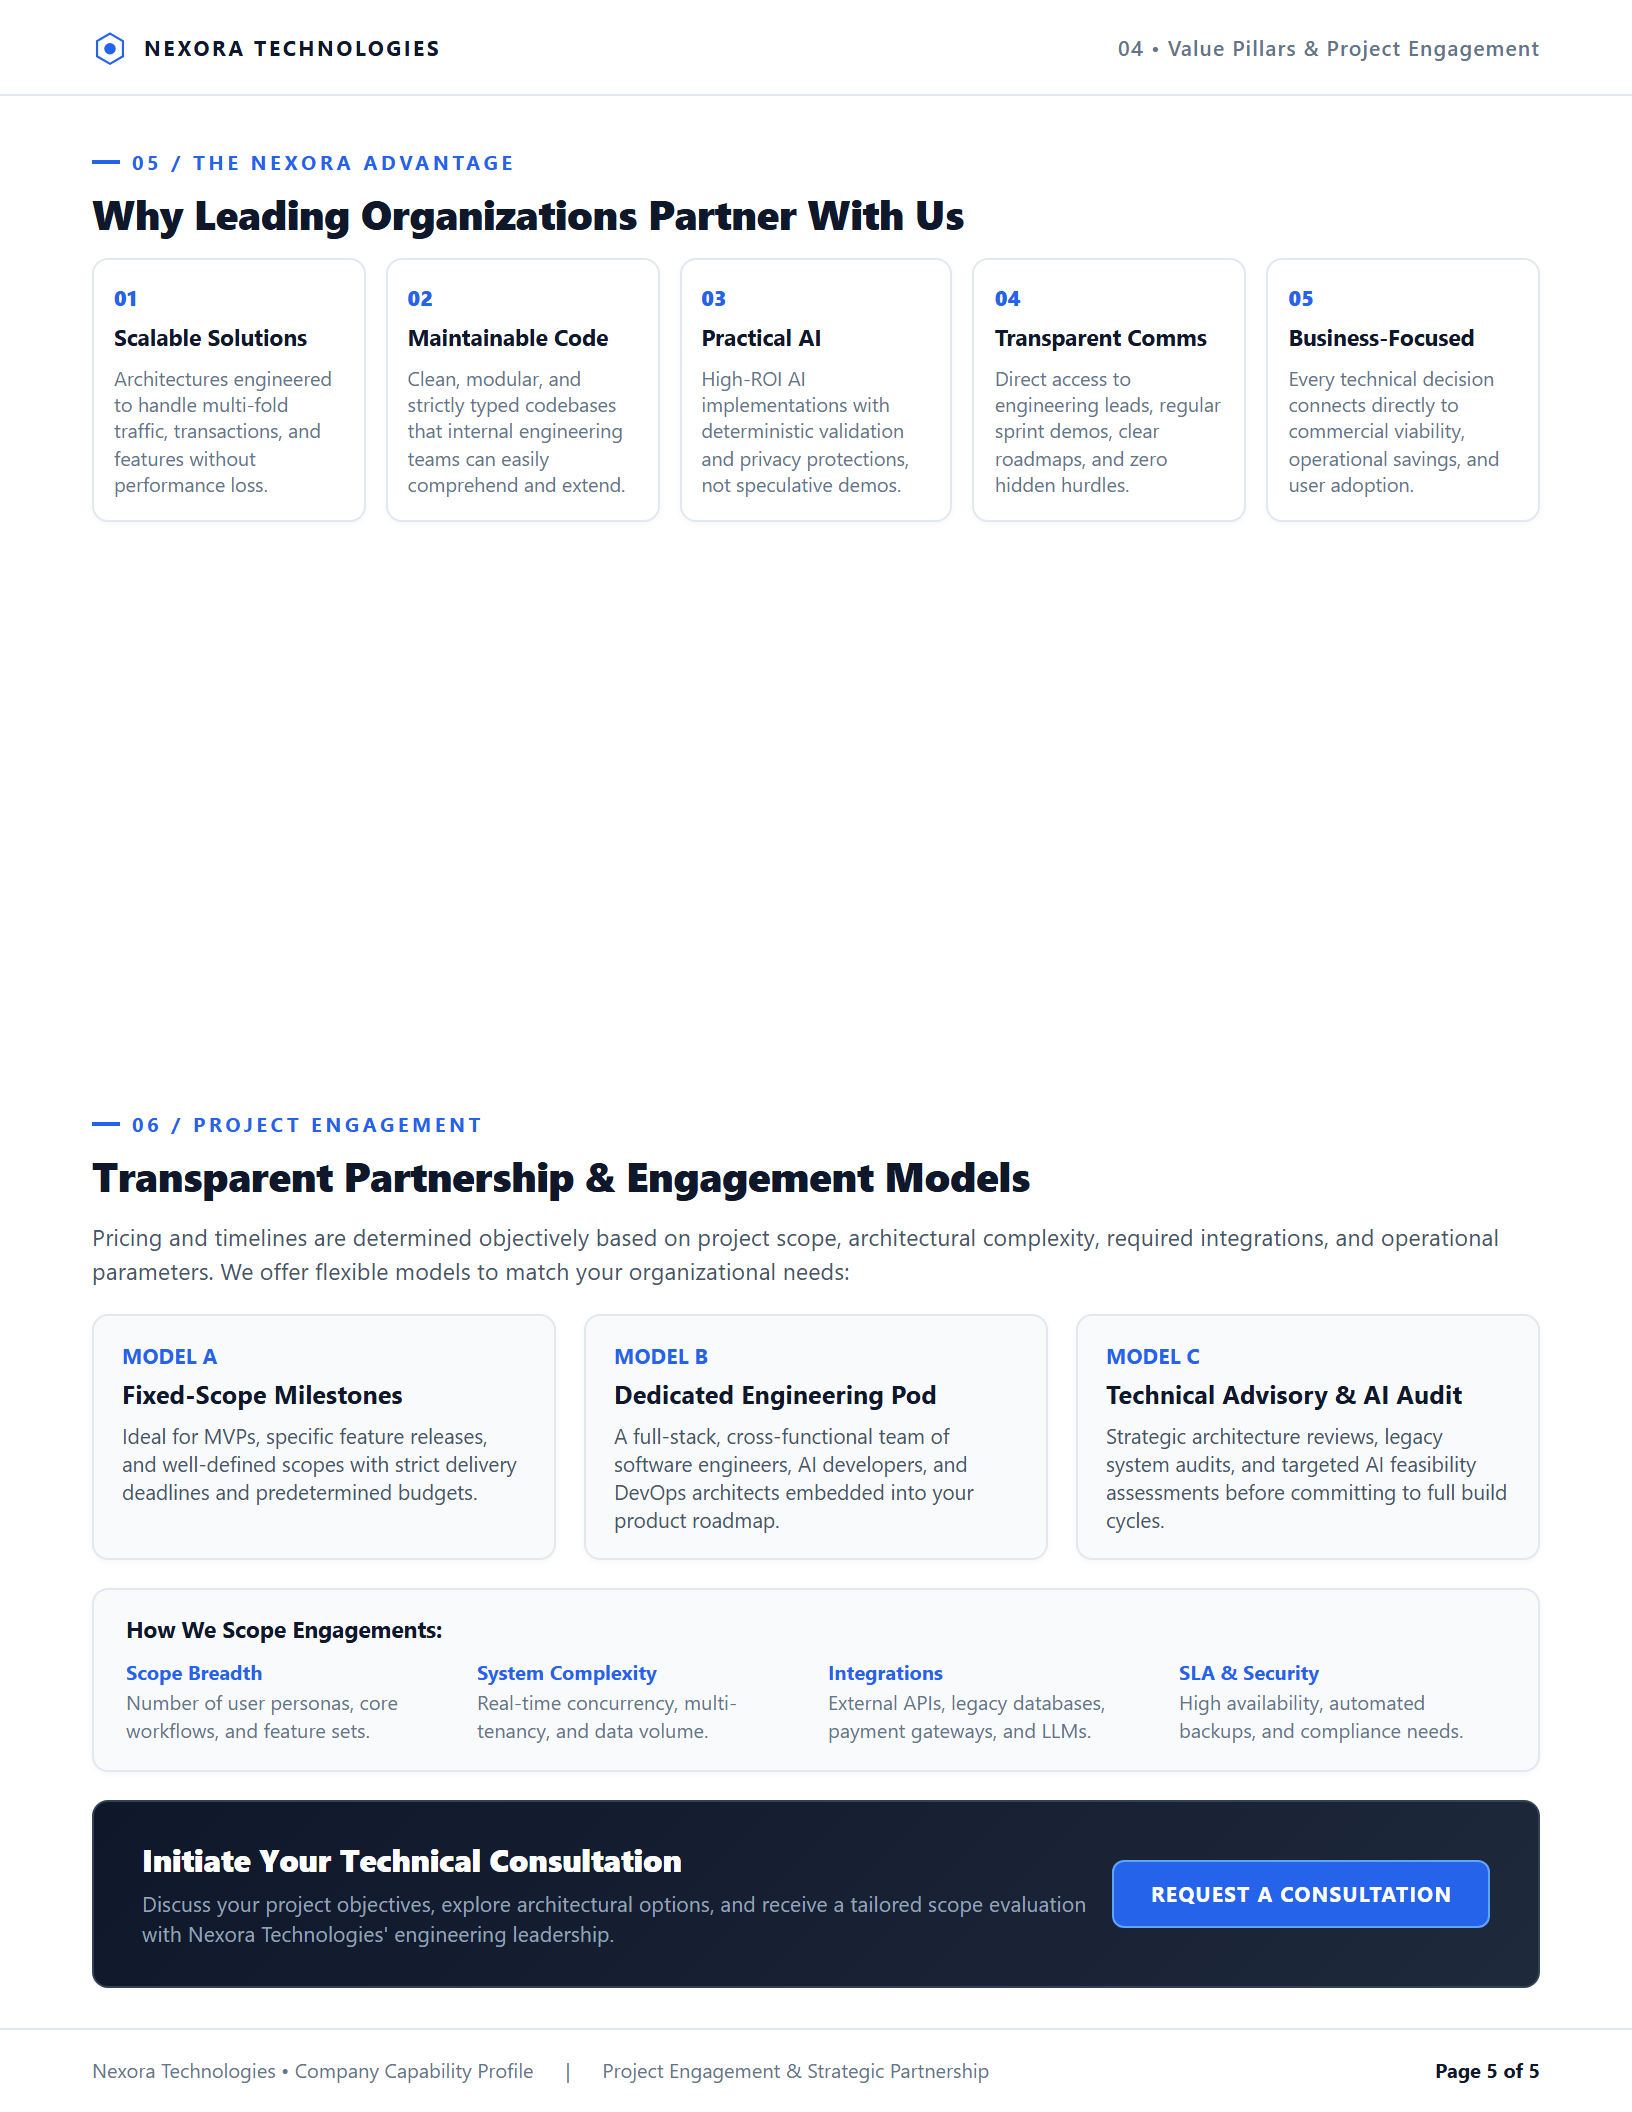 NEXORA TECHNOLOGIES
04 • Value Pillars & Project Engagement
05 / THE NEXORA ADVANTAGE
Why Leading Organizations Partner With Us
01
Scalable Solutions
Architectures engineered
to handle multi-fold
traffic, transactions, and
features without
performance loss.
02
Maintainable Code
Clean, modular, and
strictly typed codebases
that internal engineering
teams can easily
comprehend and extend.
03
Practical AI
High-ROI AI
implementations with
deterministic validation
and privacy protections,
not speculative demos.
04
Transparent Comms
Direct access to
engineering leads, regular
sprint demos, clear
roadmaps, and zero
hidden hurdles.
05
Business-Focused
Every technical decision
connects directly to
commercial viability,
operational savings, and
user adoption.
06 / PROJECT ENGAGEMENT
Transparent Partnership & Engagement Models
Pricing and timelines are determined objectively based on project scope, architectural complexity, required integrations, and operational
parameters. We offer flexible models to match your organizational needs:
MODEL A
Fixed-Scope Milestones
Ideal for MVPs, specific feature releases,
and well-defined scopes with strict delivery
deadlines and predetermined budgets.
MODEL B
Dedicated Engineering Pod
A full-stack, cross-functional team of
software engineers, AI developers, and
DevOps architects embedded into your
product roadmap.
MODEL C
Technical Advisory & AI Audit
Strategic architecture reviews, legacy
system audits, and targeted AI feasibility
assessments before committing to full build
cycles.
How We Scope Engagements:
Scope Breadth
Number of user personas, core
workflows, and feature sets.
System Complexity
Real-time concurrency, multi-
tenancy, and data volume.
Integrations
External APIs, legacy databases,
payment gateways, and LLMs.
SLA & Security
High availability, automated
backups, and compliance needs.
Initiate Your Technical Consultation
Discuss your project objectives, explore architectural options, and receive a tailored scope evaluation
with Nexora Technologies' engineering leadership.
REQUEST A CONSULTATION
Nexora Technologies • Company Capability Profile | Project Engagement & Strategic Partnership
Page 5 of 5